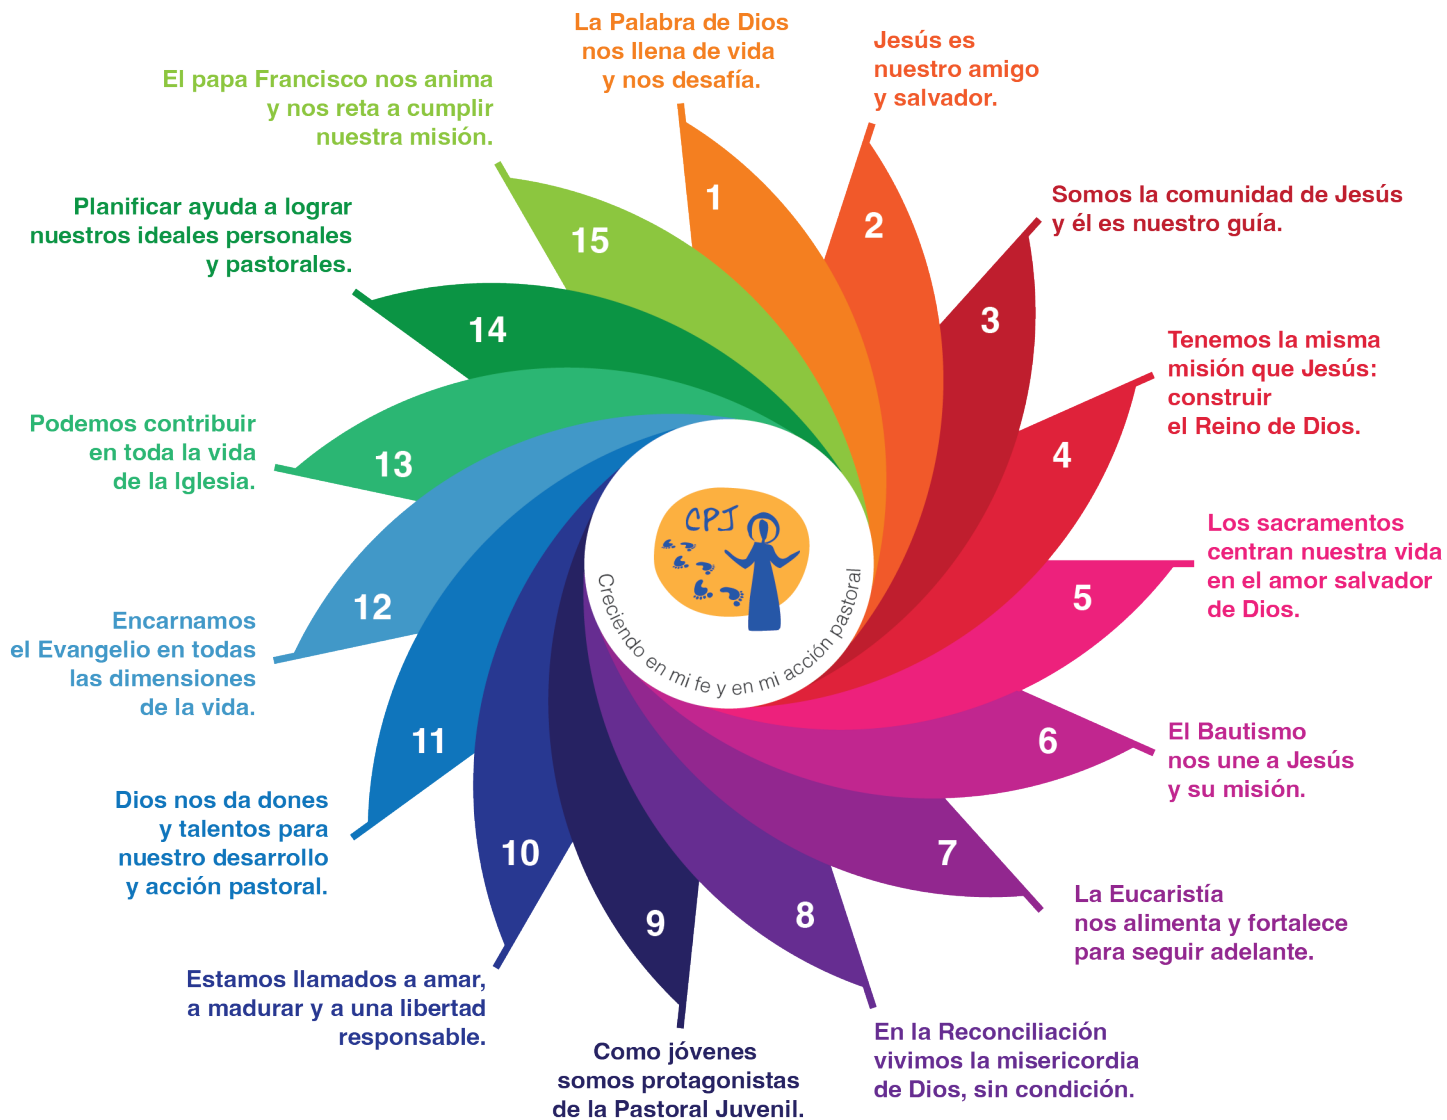 La Palabra de Dios
nos llena de vida
y nos desafía.
1
Jesús es
nuestro amigo
y salvador.
2
Somos la comunidad de Jesús
y él es nuestro guía.
3
Tenemos la misma
misión que Jesús:
construir
el Reino de Dios.
4
Los sacramentos
centran nuestra vida
en el amor salvador
de Dios.
5
El Bautismo
nos une a Jesús
y su misión.
6
La Eucaristía
nos alimenta y fortalece
para seguir adelante.
7
En la Reconciliación
vivimos la misericordia
de Dios, sin condición.
8
Como jóvenes
somos protagonistas
de la Pastoral Juvenil.
9
Estamos llamados a amar,
a madurar y a una libertad
responsable.
10
Dios nos da dones
y talentos para
nuestro desarrollo
y acción pastoral.
11
Encarnamos
el Evangelio en todas
las dimensiones
de la vida.
12
Podemos contribuir
en toda la vida
de la Iglesia.
13
Planificar ayuda a lograr
nuestros ideales personales
y pastorales.
14
El papa Francisco nos anima
y nos reta a cumplir
nuestra misión.
15
CPJ
Creciendo en mi fe y en mi acción pastoral